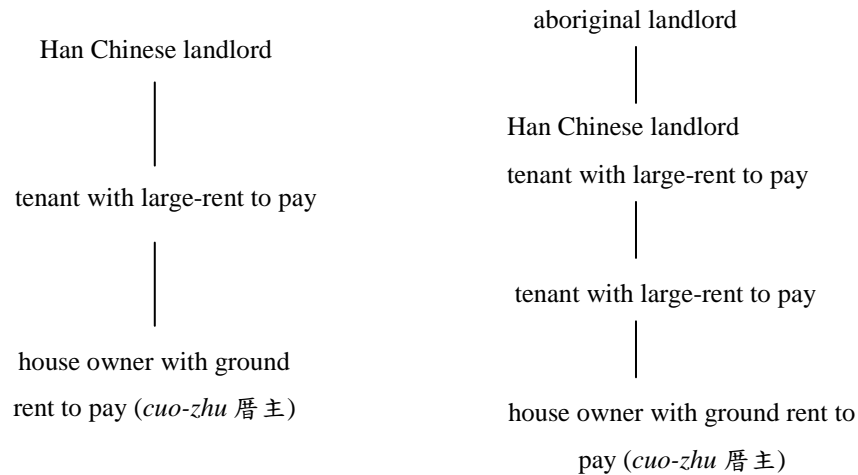 Han Chinese landlord
tenant with large-rent to pay
house owner with ground
rent to pay (cuo-zhu 厝主)
aboriginal landlord
Han Chinese landlord
tenant with large-rent to pay
tenant with large-rent to pay
house owner with ground rent to
pay (cuo-zhu 厝主)